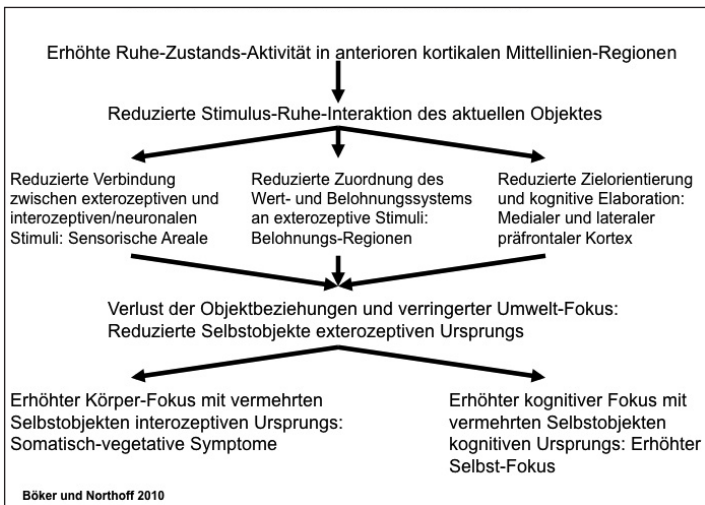 Erhöhte Ruhe-Zustands-Aktivität in anterioren kortikalen Mittellinien-Regionen
Reduzierte Stimulus-Ruhe-Interaktion des aktuellen Objektes
Reduzierte Verbindung
zwischen exterozeptiven und
interozeptiven/neuronalen
Stimuli: Sensorische Areale
Reduzierte Zuordnung des
Wert- und Belohnungssystems
an exterozeptive Stimuli:
Belohnungs-Regionen
Reduzierte Zielorientierung
und kognitive Elaboration:
Medialer und lateraler
präfrontaler Kortex
Verlust der Objektbeziehungen und verringerter Umwelt-Fokus:
Reduzierte Selbstobjekte exterozeptiven Ursprungs
Erhöhter Körper-Fokus mit vermehrten
Selbstobjekten interozeptiven Ursprungs:
Somatisch-vegetative Symptome
Erhöhter kognitiver Fokus mit
vermehrten Selbstobjekten
kognitiven Ursprungs: Erhöhter
Selbst-Fokus
Böker und Northoff 2010